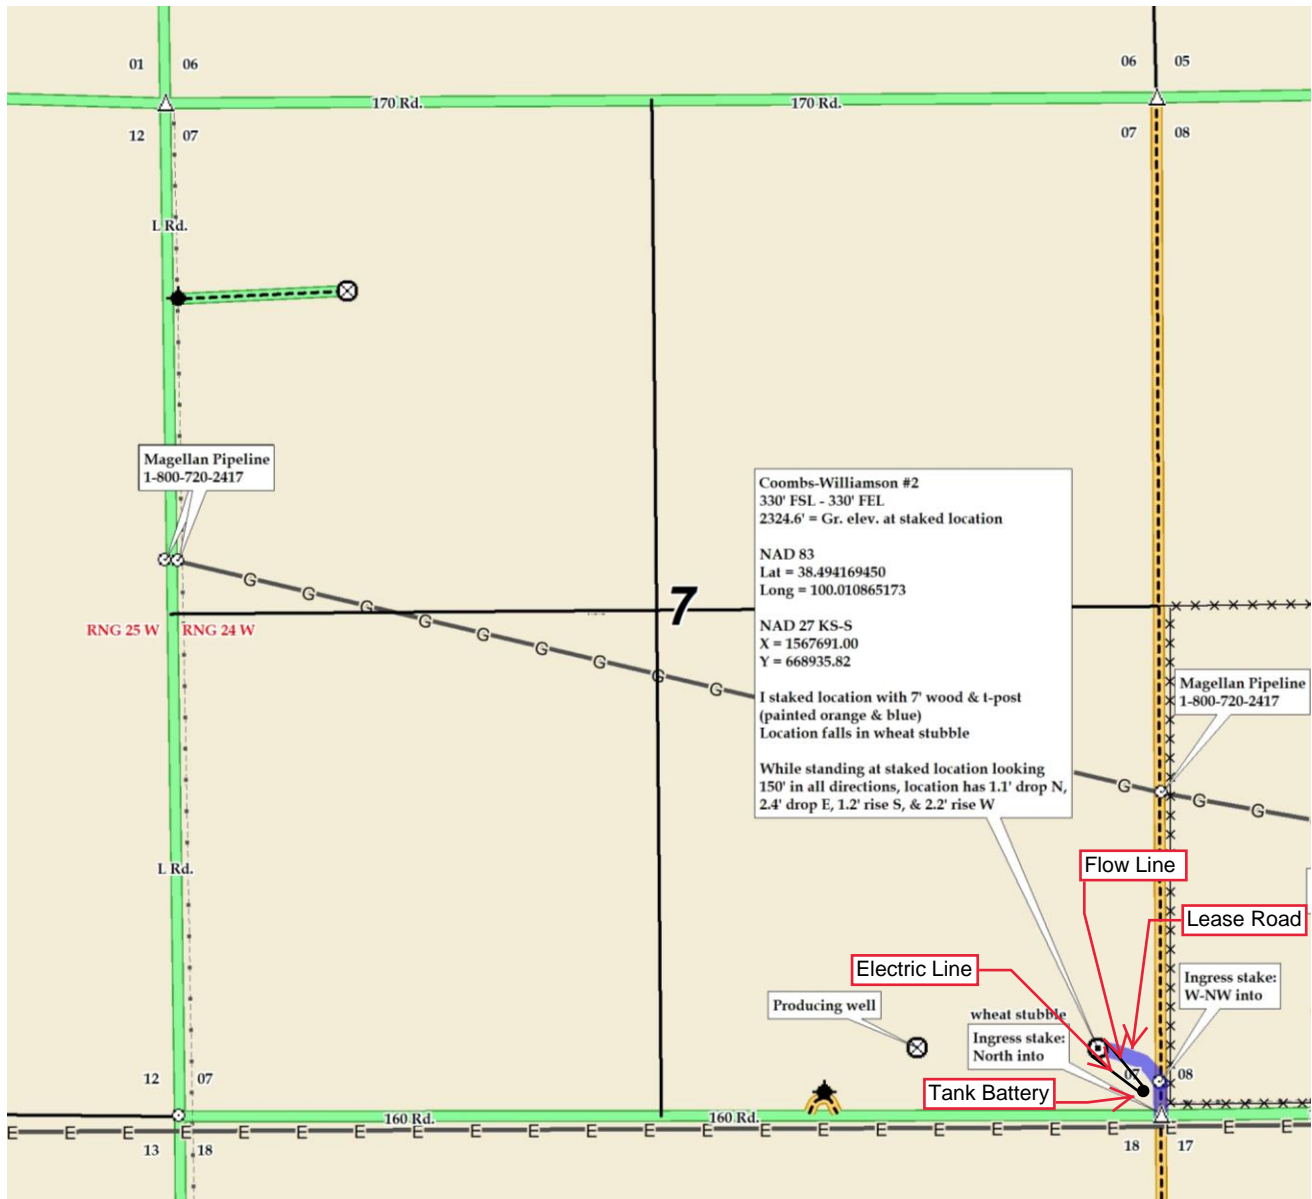 01 06
06 05
170 Rd.
170 Rd.
12 07
07 08
L Rd.
Magellan Pipeline
1-800-720-2417
Coombs-Williamson #2
330' FSL - 330' FEL
2324.6' = Gr. elev. at staked location
NAD 83
Lat = 38.494169450
Long = 100.010865173
NAD 27 KS-S
X = 1567691.00
Y = 668935.82
I staked location with 7' wood & t-post
(painted orange & blue)
Location falls in wheat stubble
While standing at staked location looking
150' in all directions, location has 1.1' drop N,
2.4' drop E, 1.2' rise S, & 2.2' rise W
G G G G G G G G G
7
RNG 25 W RNG 24 W
Magellan Pipeline
1-800-720-2417
G G G
L Rd.
Flow Line
Lease Road
Electric Line
Ingress stake:
W-NW into
Producing well
wheat stubble
Ingress stake:
North into
12 07
07 08
Tank Battery
160 Rd.
160 Rd.
E E E E E E E E E E E E E E E E E E E E E E E
13 18
18 17